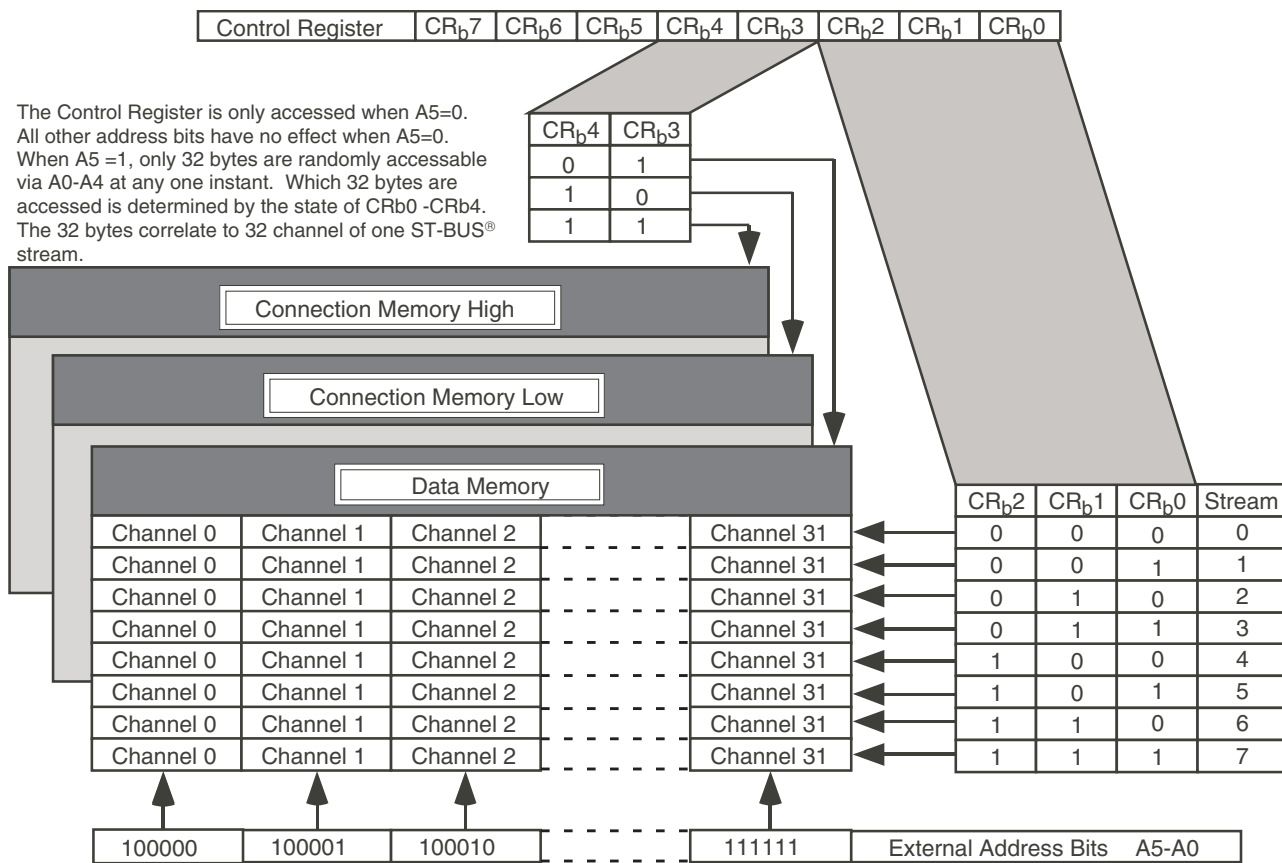 Control Register CRb7 CRb6 CRb5 CRb4 CRb3 CRb2 CRb1 CRb0
The Control Register is only accessed when A5=0.
All other address bits have no effect when A5=0.
When A5 =1, only 32 bytes are randomly accessable
via A0-A4 at any one instant. Which 32 bytes are
accessed is determined by the state of CRb0 -CRb4.
The 32 bytes correlate to 32 channel of one ST-BUS®
stream.
CRb4 CRb3
0 1
1 0
1 1
Connection Memory High
Connection Memory Low
Data Memory
CRb2 CRb1 CRb0 Stream
Channel 0 Channel 1 Channel 2 Channel 31 0 0 0 0
Channel 0 Channel 1 Channel 2 Channel 31 0 0 1 1
Channel 0 Channel 1 Channel 2 Channel 31 0 1 0 2
Channel 0 Channel 1 Channel 2 Channel 31 0 1 1 3
Channel 0 Channel 1 Channel 2 Channel 31 1 0 0 4
Channel 0 Channel 1 Channel 2 Channel 31 1 0 1 5
Channel 0 Channel 1 Channel 2 Channel 31 1 1 0 6
Channel 0 Channel 1 Channel 2 Channel 31 1 1 1 7
100000 100001 100010 111111 External Address Bits A5-A0